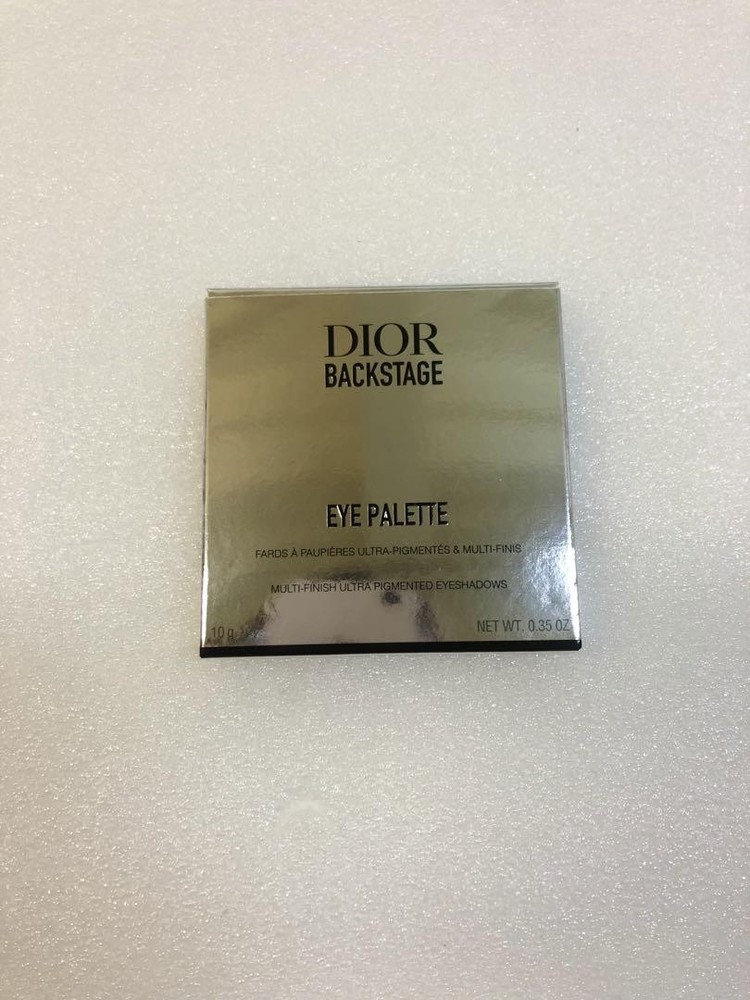 DIOR
BACKSTAGE
EYE PALETTE
FARDS À PAUPIÈRES ULTRA-PIGMENTÉS & MULTI-FINIS
MULTI-FINISH ULTRA PIGMENTED EYESHADOWS
10 g NET WT. 0.35 OZ